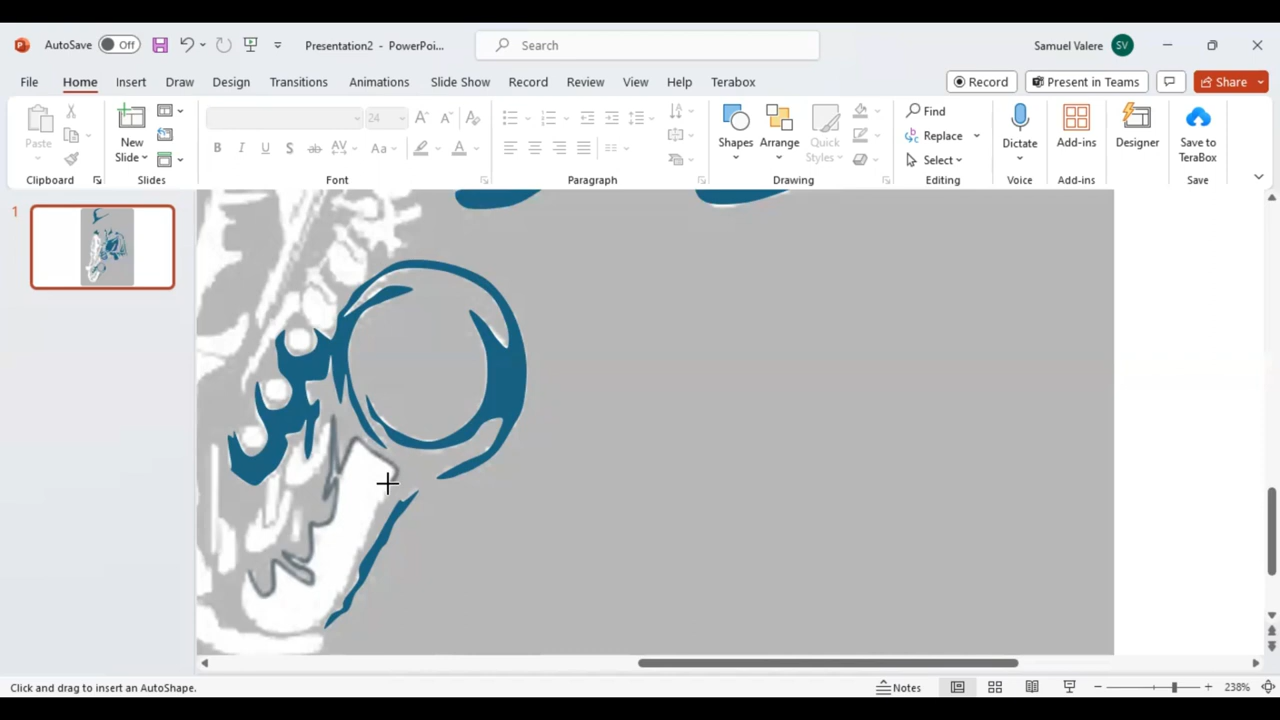 AutoSave Off Presentation2 - PowerPoi... Search Samuel Valere SV
File Home Insert Draw Design Transitions Animations Slide Show Record Review View Help Terabox Record Present in Teams Share
Paste New Slide 24 B I U S ab AV Aa A A A Shapes Arrange Quick Styles Find Replace Select Dictate Add-ins Designer Save to TeraBox
Clipboard Slides Font Paragraph Drawing Editing Voice Add-ins Save
1
Click and drag to insert an AutoShape. Notes 238%